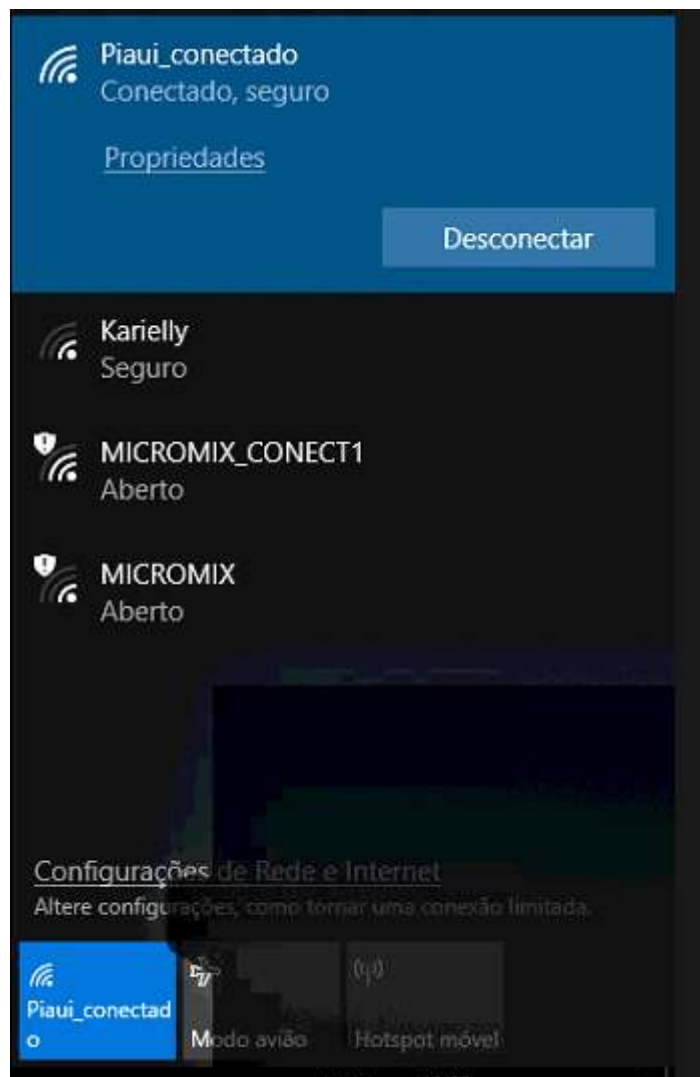 Piaui_conectado
Conectado, seguro
Propriedades
Desconectar
Karielly
Seguro
MICROMIX_CONECT1
Aberto
MICROMIX
Aberto
Configurações de Rede e Internet
Altere configurações, como tornar uma conexão limitada.
Piaui_conectad
o
Modo avião
Hotspot móvel